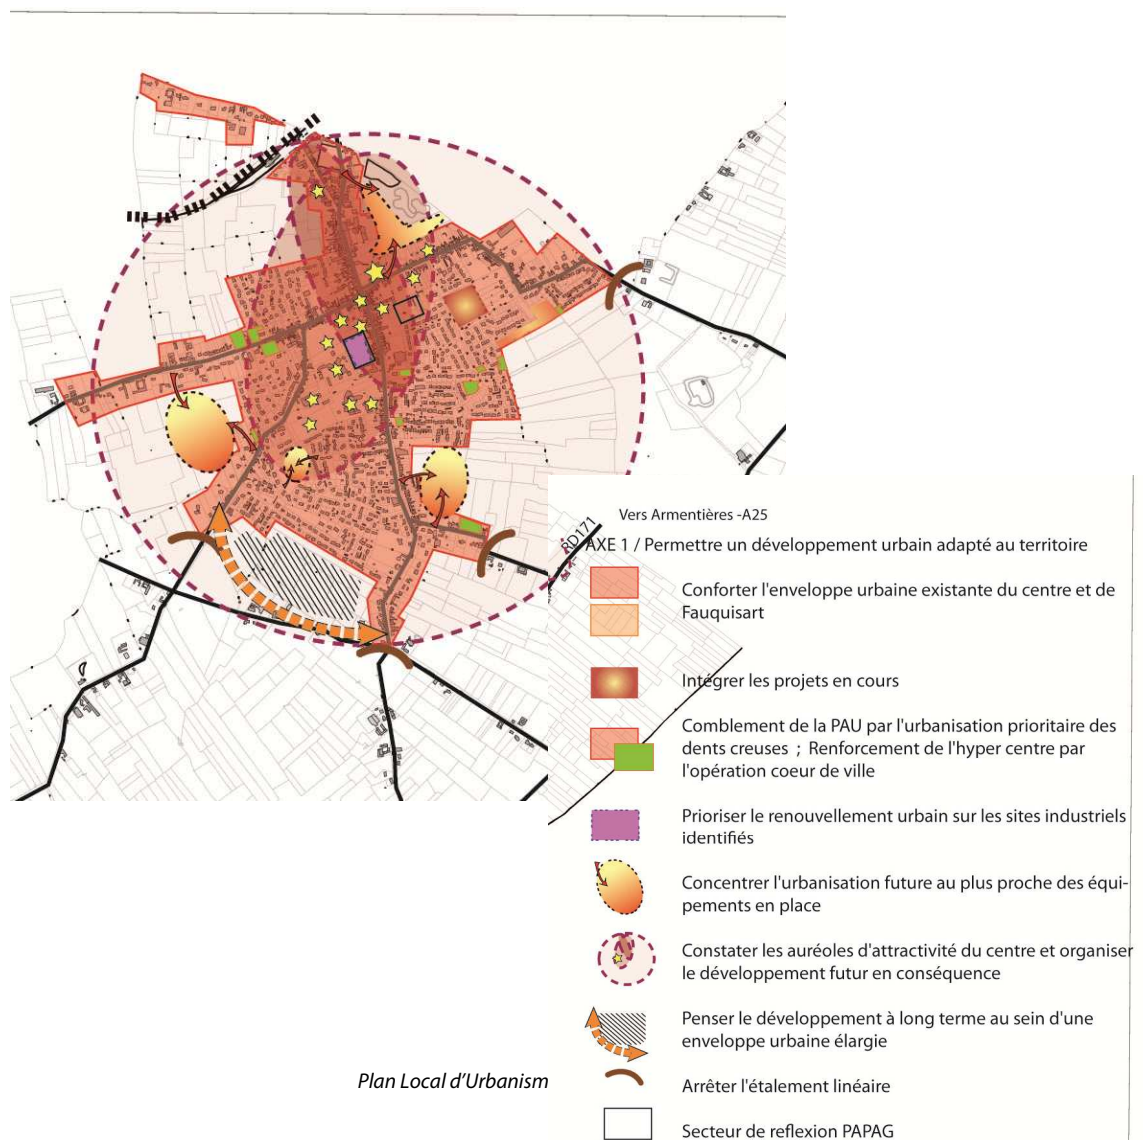 Vers Armentières -A25
RD171
AXE 1 / Permettre un développement urbain adapté au territoire
Conforter l'enveloppe urbaine existante du centre et de
Fauquisart
Intégrer les projets en cours
Comblement de la PAU par l'urbanisation prioritaire des
dents creuses ; Renforcement de l'hyper centre par
l'opération coeur de ville
Prioriser le renouvellement urbain sur les sites industriels
identifiés
Concentrer l'urbanisation future au plus proche des équi-
pements en place
Constater les auréoles d'attractivité du centre et organiser
le développement futur en conséquence
Penser le développement à long terme au sein d'une
enveloppe urbaine élargie
Plan Local d'Urbanism
Arrêter l'étalement linéaire
Secteur de reflexion PAPAG